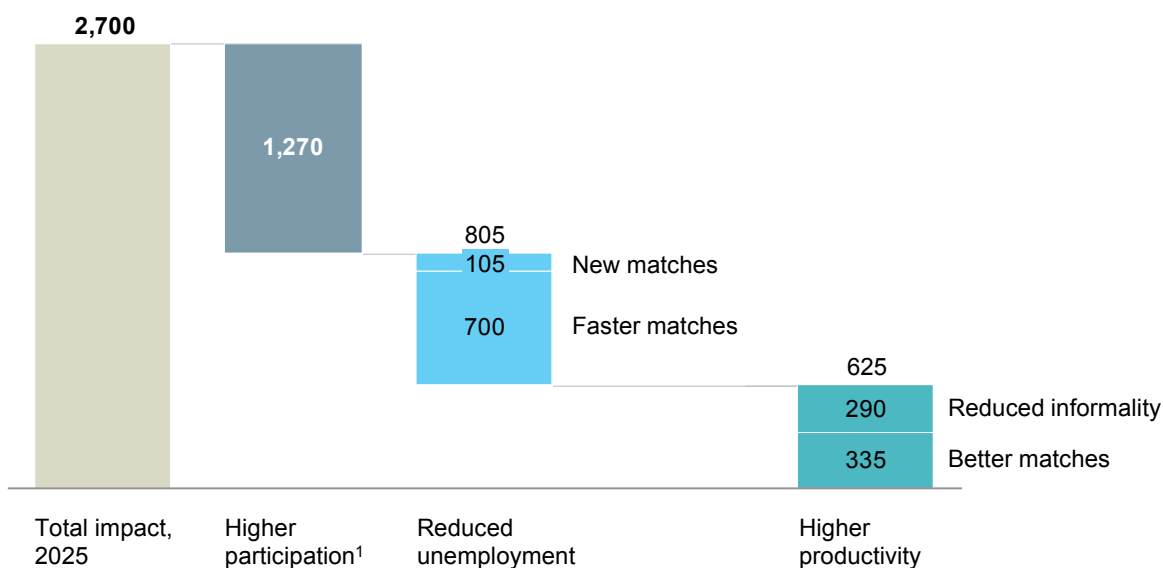 2,700
1,270
805
105
New matches
700
Faster matches
625
290
Reduced informality
335
Better matches
Total impact,
2025
Higher
participation¹
Reduced
unemployment
Higher
productivity